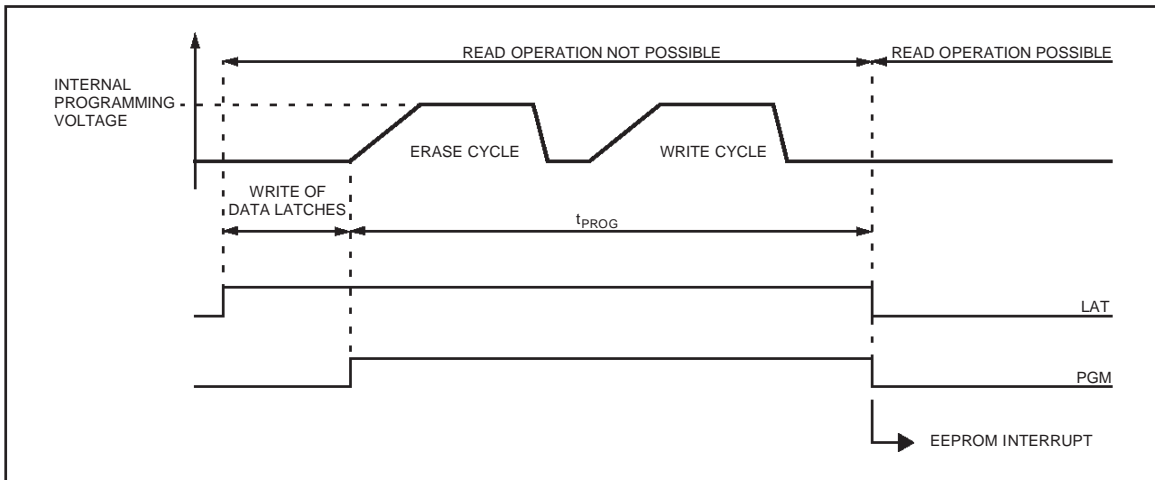 READ OPERATION NOT POSSIBLE
READ OPERATION POSSIBLE
INTERNAL
PROGRAMMING
VOLTAGE
ERASE CYCLE
WRITE CYCLE
WRITE OF
DATA LATCHES
tPROG
LAT
PGM
EEPROM INTERRUPT